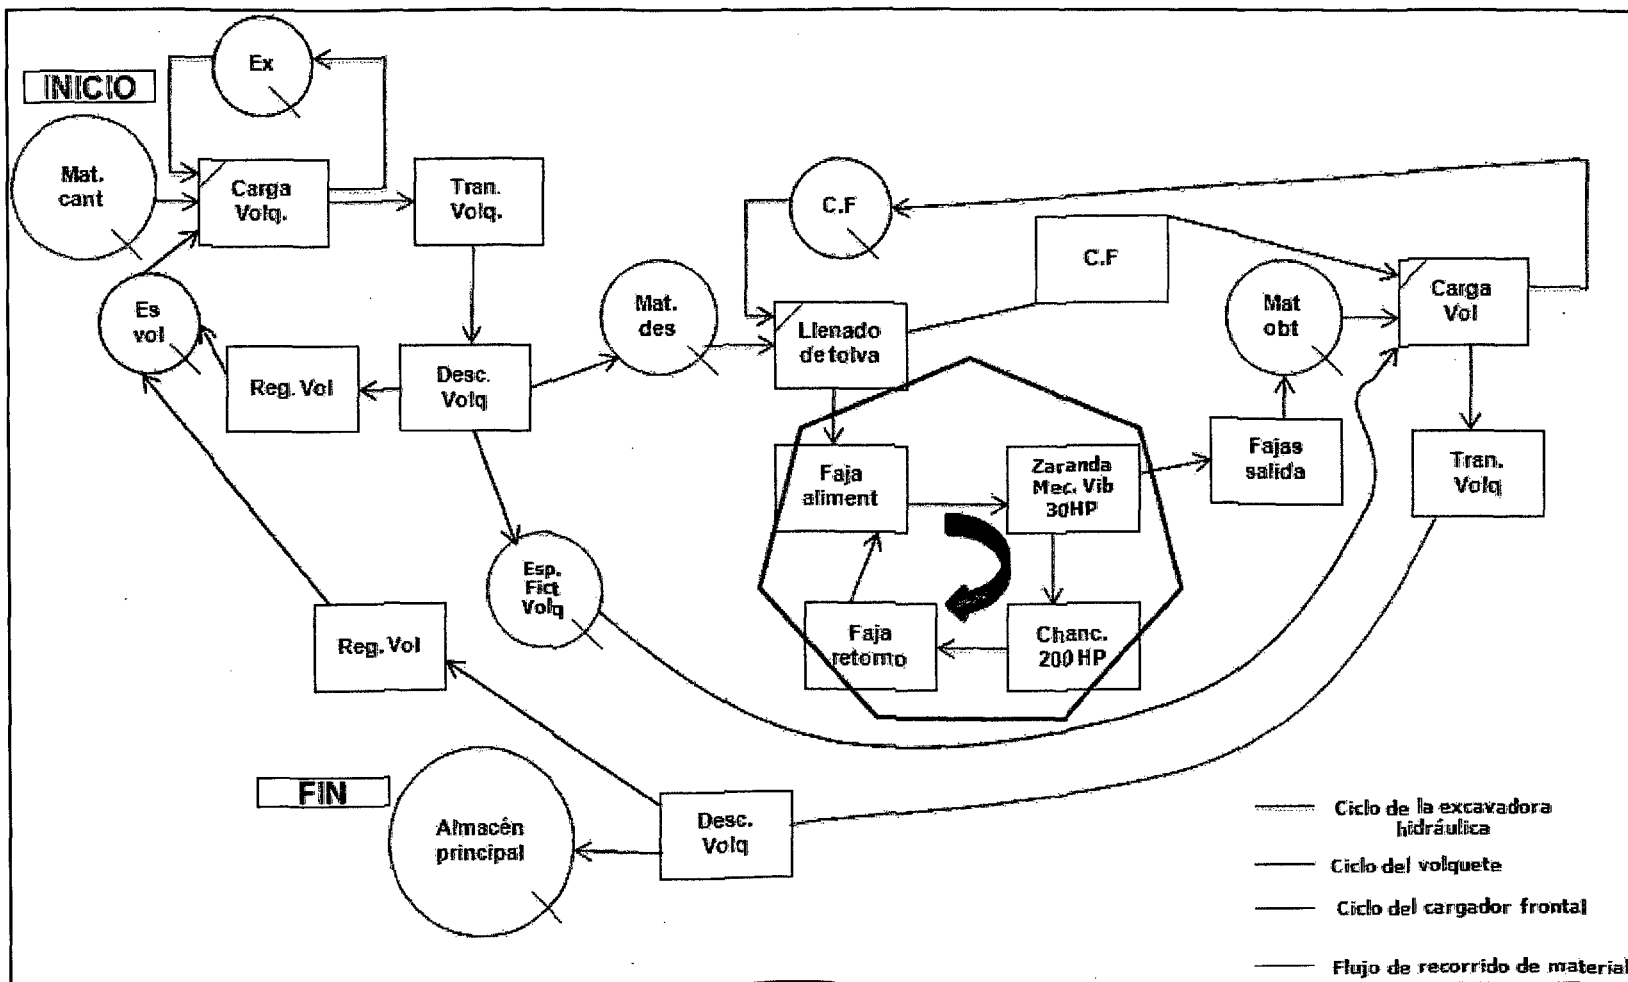 INICIO
Ex
Mat.
cant
Carga
Volq.
Tran.
Volq.
Es
vol
Reg. Vol
Desc.
Volq
Mat.
des
C.F
Llenado
de tolva
C.F
Mat
obt
Carga
Vol
Faja
aliment
Zaranda
Mec. Vib
30HP
Fajas
salida
Tran.
Volq
Esp.
Fict
Volq
Reg. Vol
Faja
retorno
Chanc.
200 HP
FIN
Almacén
principal
Desc.
Volq
Ciclo de la excavadora
hidráulica
Ciclo del volquete
Ciclo del cargador frontal
Flujo de recorrido de material